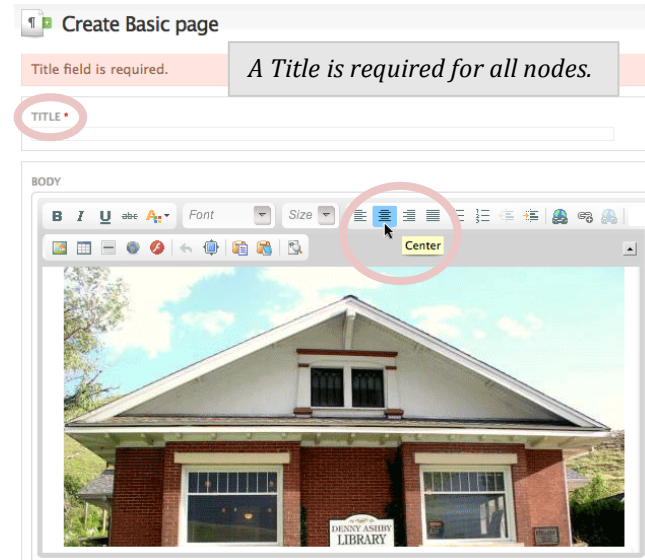 Create Basic page
Title field is required.
A Title is required for all nodes.
TITLE *
BODY
B I U abc A Font Size
Center
DENNY ASHBY
LIBRARY